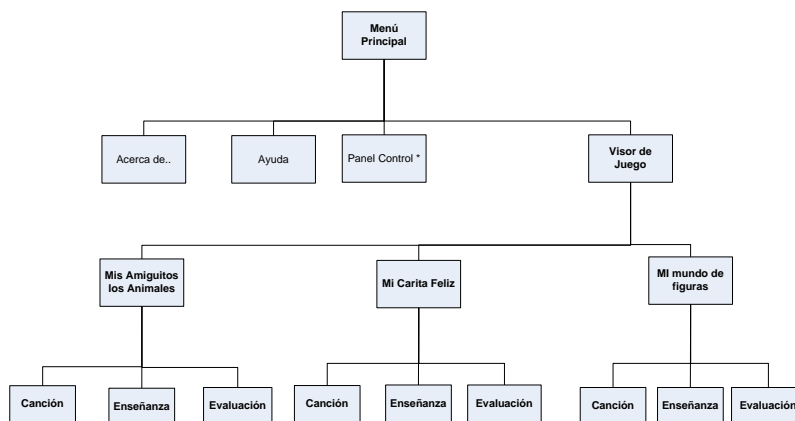 Menú
Principal
Acerca de..
Ayuda
Panel Control *
Visor de
Juego
Mis Amiguitos
los Animales
Mi Carita Feliz
MI mundo de
figuras
Canción
Enseñanza
Evaluación
Canción
Enseñanza
Evaluación
Canción
Enseñanza
Evaluación